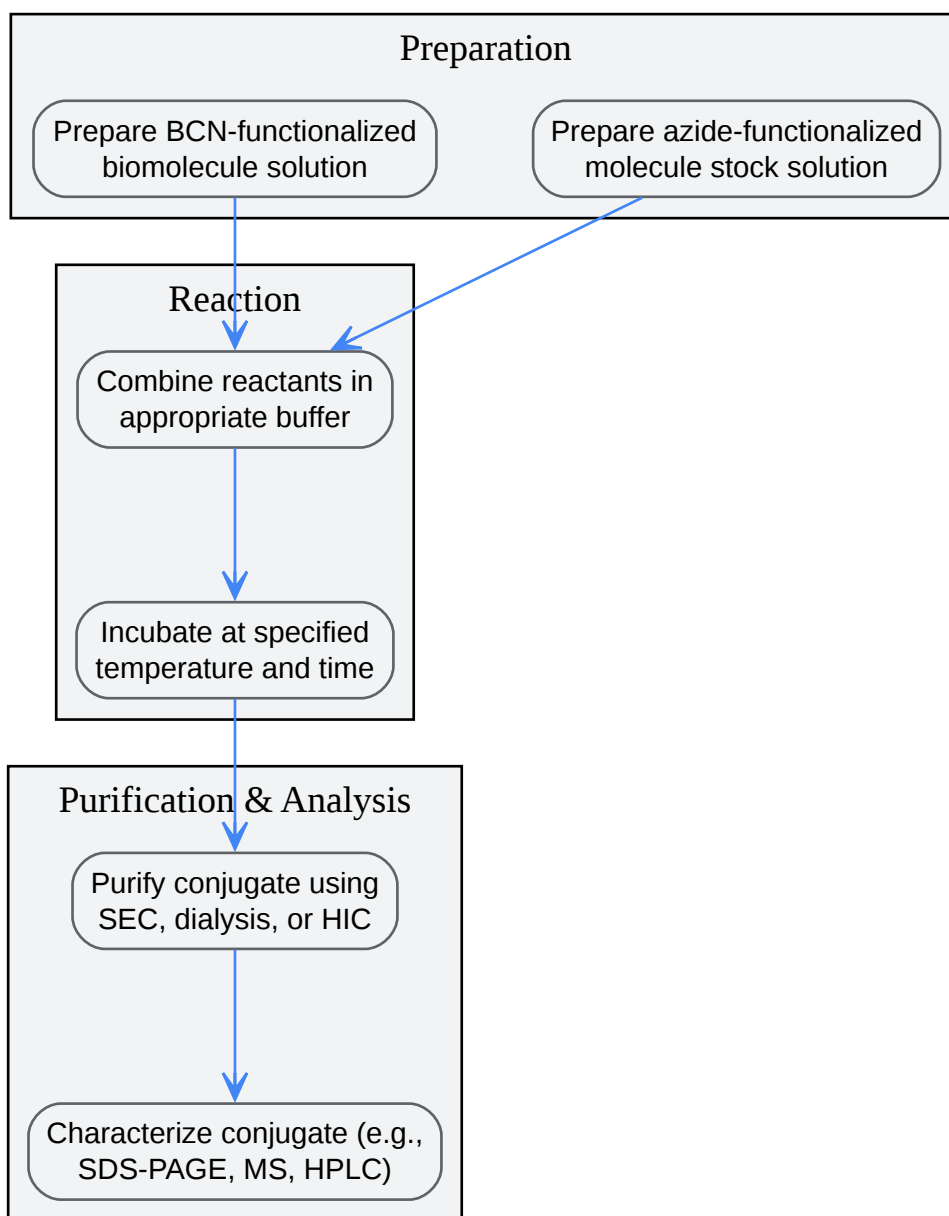 Preparation
Prepare BCN-functionalized
biomolecule solution
Prepare azide-functionalized
molecule stock solution
Reaction
Combine reactants in
appropriate buffer
Incubate at specified
temperature and time
Purification & Analysis
Purify conjugate using
SEC, dialysis, or HIC
Characterize conjugate (e.g.,
SDS-PAGE, MS, HPLC)